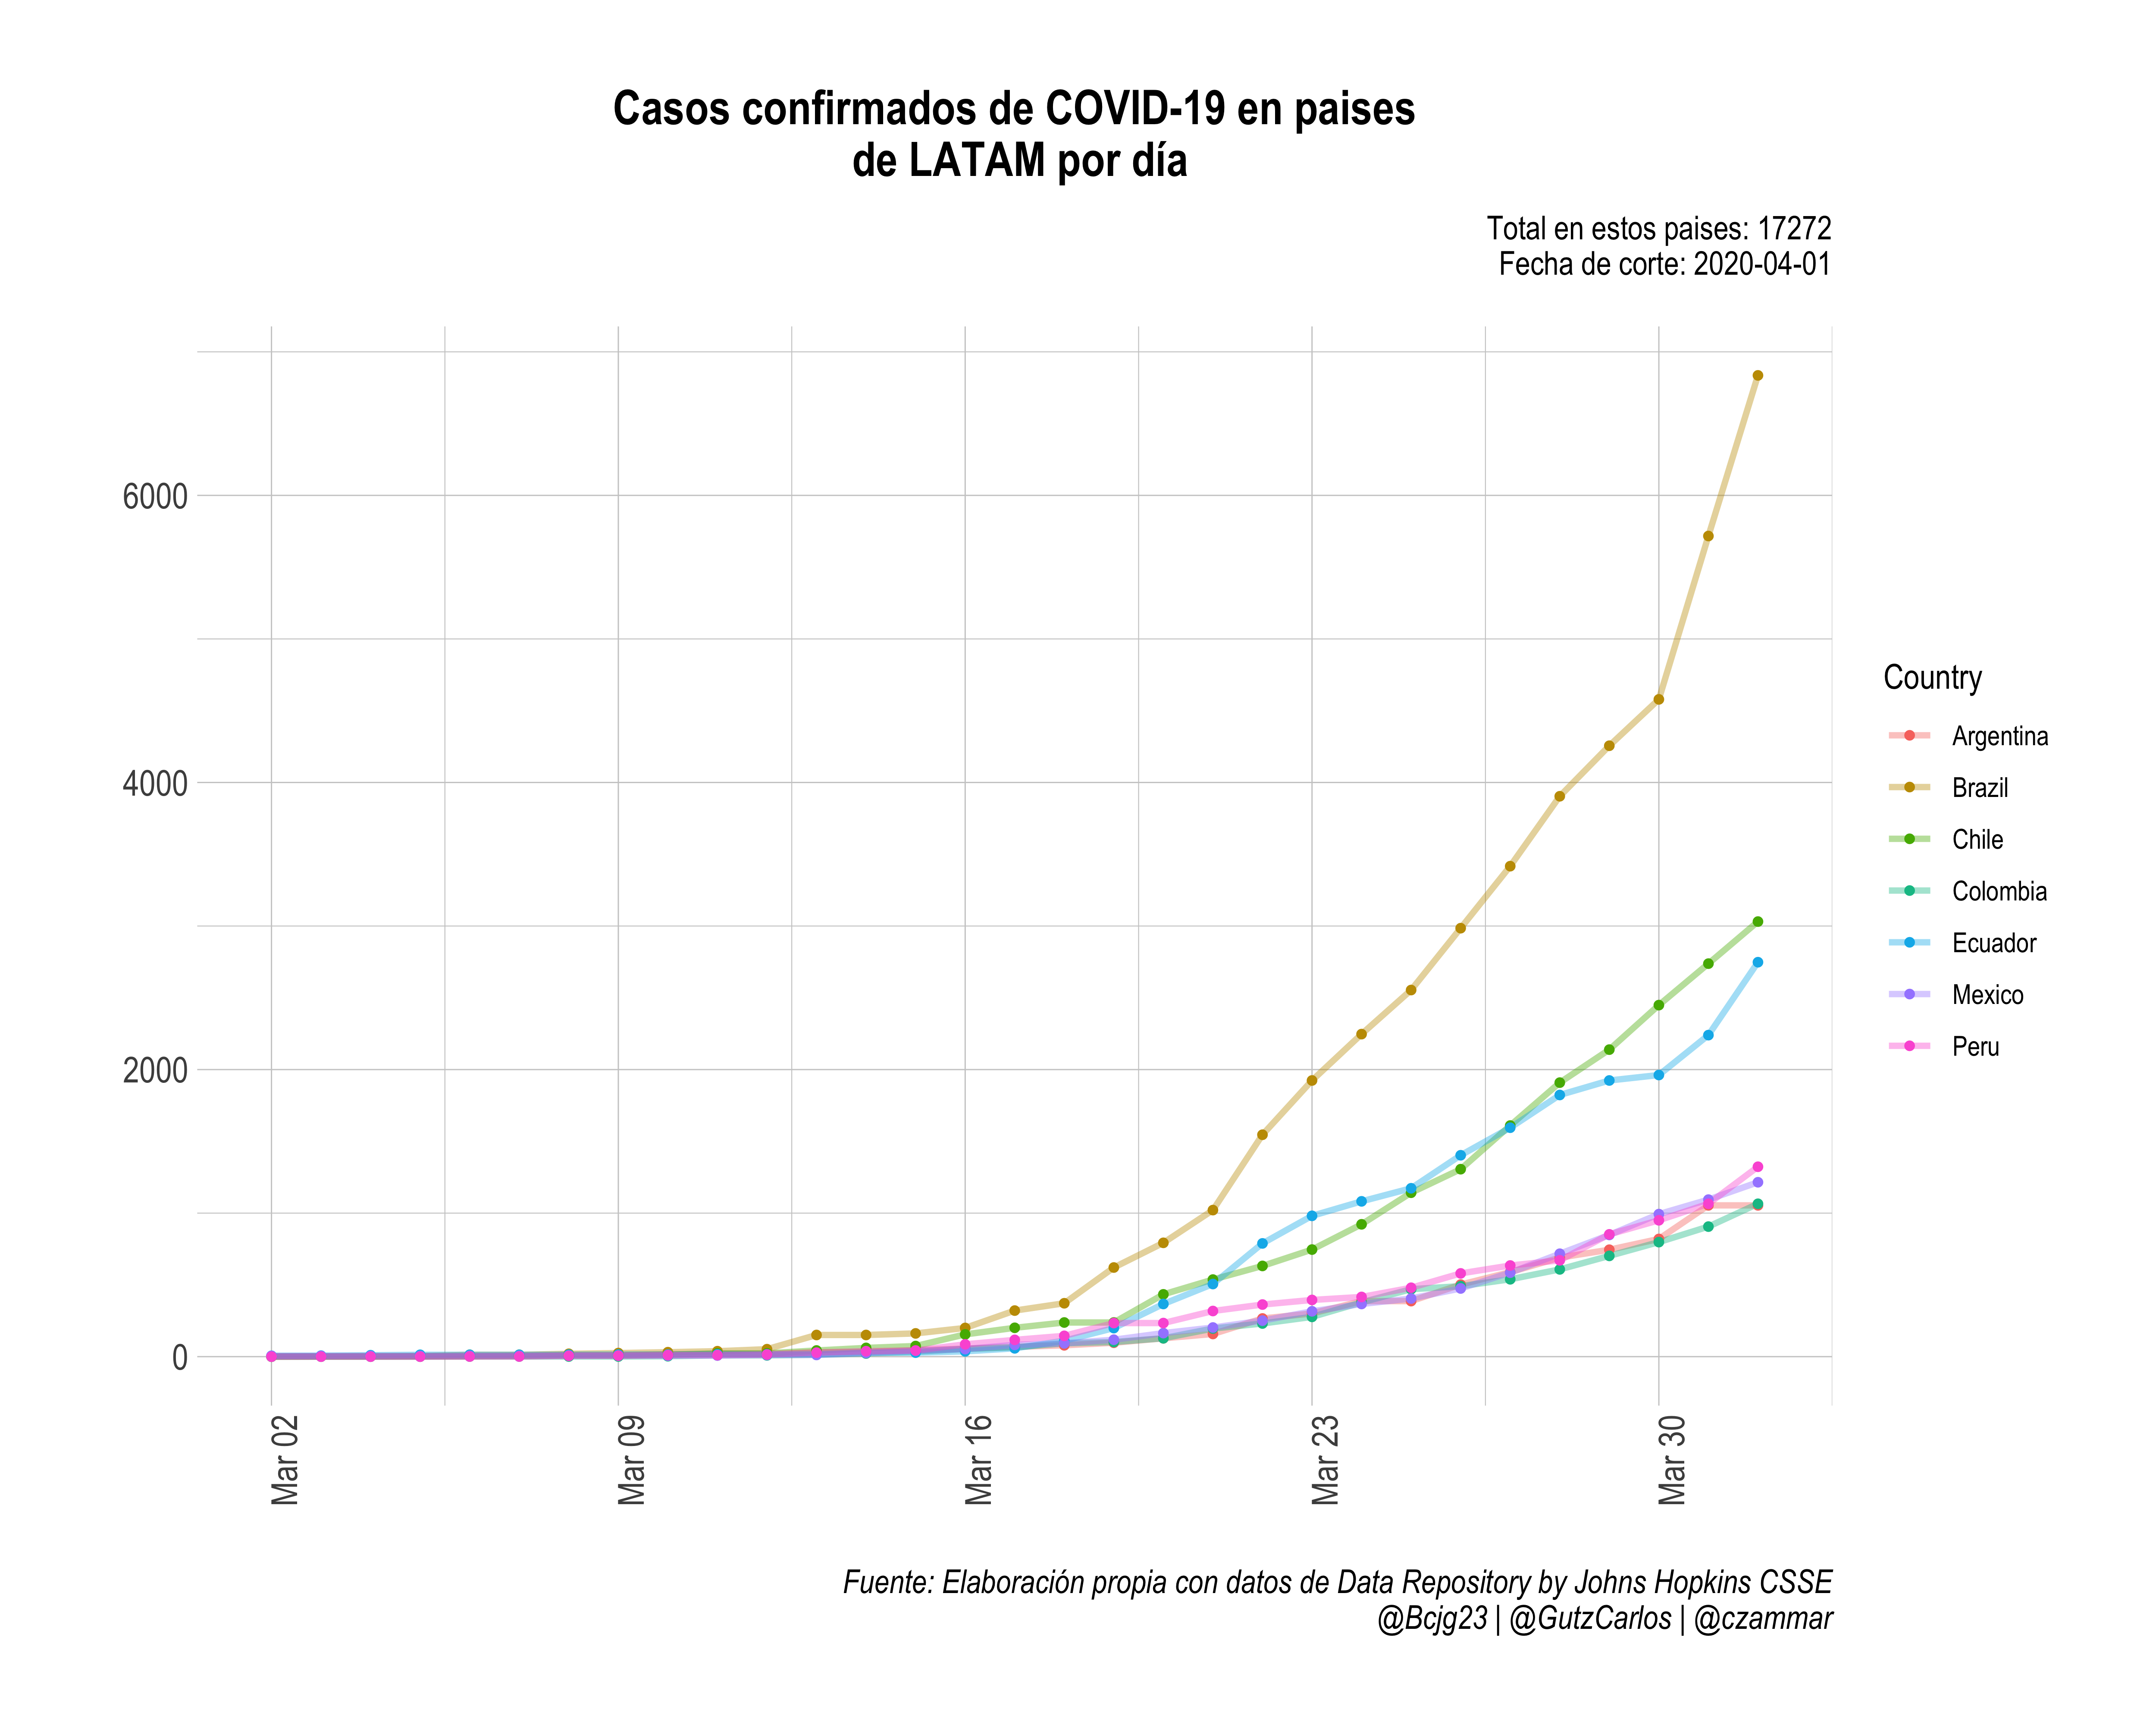 Casos confirmados de COVID-19 en paises
de LATAM por día
Total en estos paises: 17272
Fecha de corte: 2020-04-01
6000
4000
2000
0
Mar 02
Mar 09
Mar 16
Mar 23
Mar 30
Country
Argentina
Brazil
Chile
Colombia
Ecuador
Mexico
Peru
Fuente: Elaboración propia con datos de Data Repository by Johns Hopkins CSSE
@Bcjg23 | @GutzCarlos | @czammar